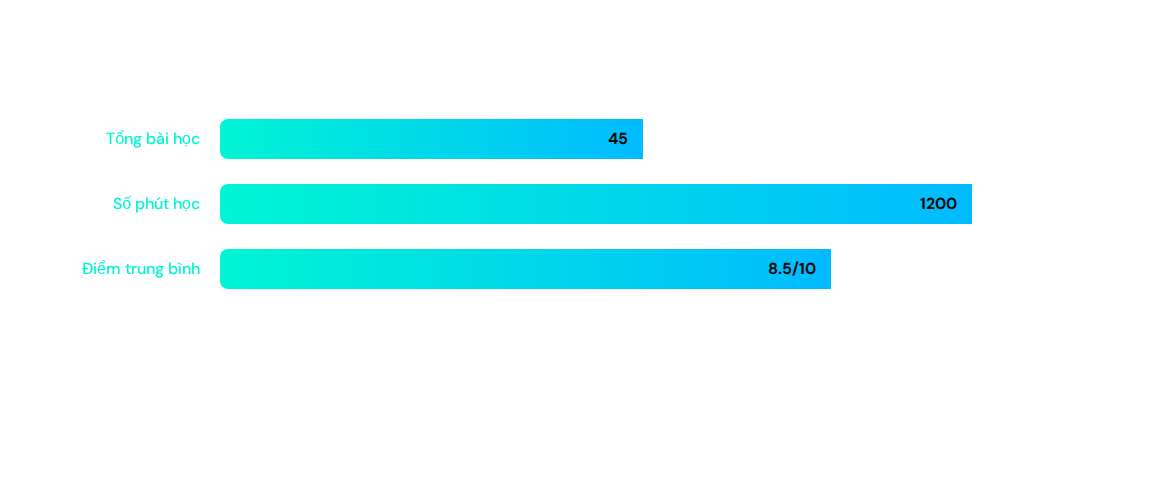 Tổng bài học 45
Số phút học 1200
Điểm trung bình 8.5/10